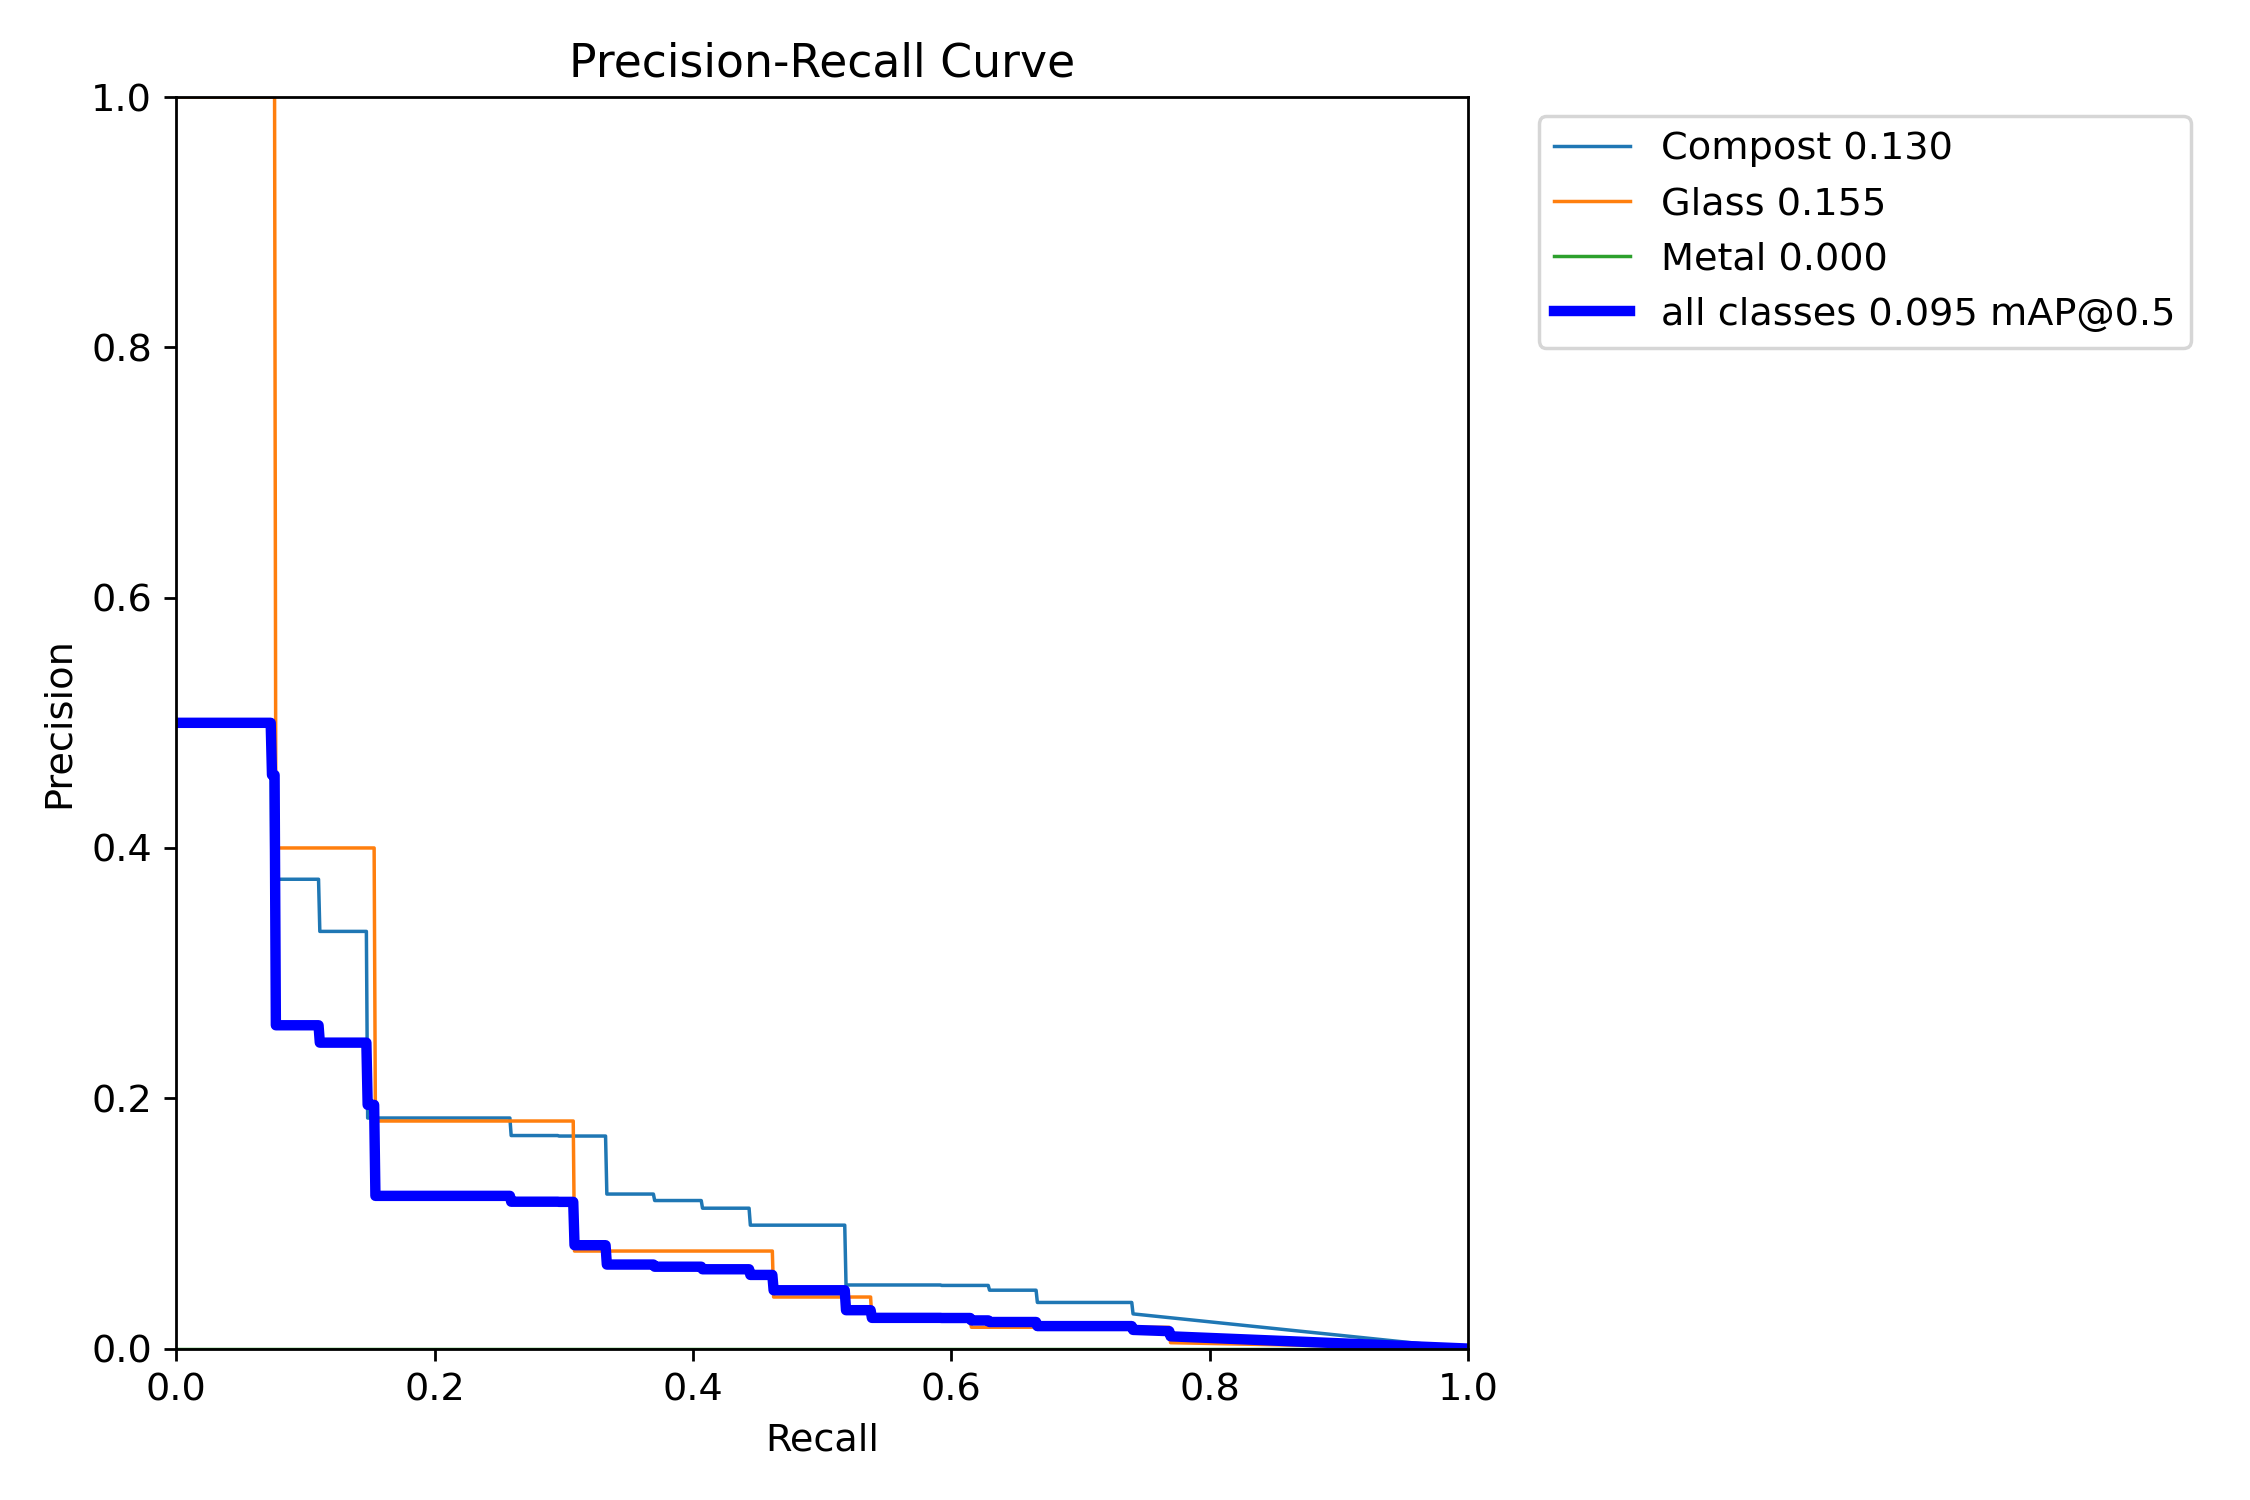 Precision-Recall Curve
1.0
0.8
0.6
0.4
0.2
0.0
Precision
0.0 0.2 0.4 0.6 0.8 1.0
Recall
Compost 0.130
Glass 0.155
Metal 0.000
all classes 0.095 mAP@0.5